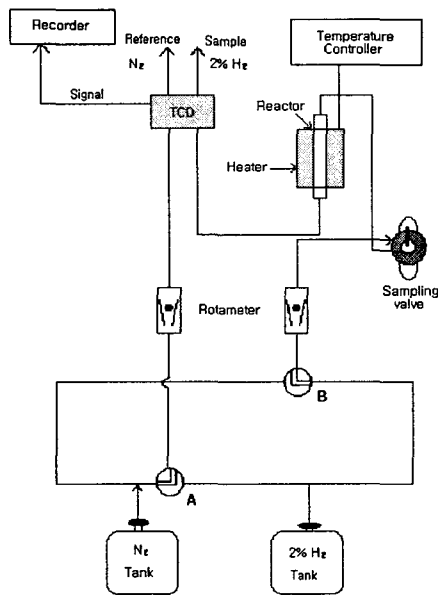 Recorder
Reference
Sample
N₂
2% H₂
Temperature
Controller
Signal
TCD
Reactor
Heater
Sampling
valve
Rotameter
B
A
N₂
Tank
2% H₂
Tank